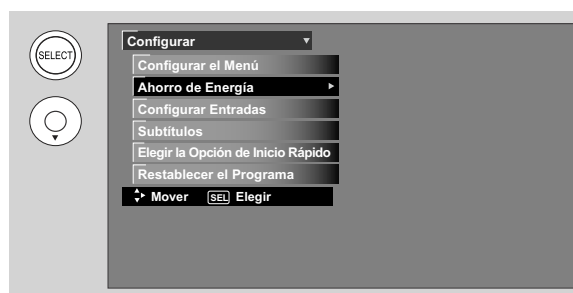 SELECT
Configurar
Configurar el Menú
Ahorro de Energía
Configurar Entradas
Subtítulos
Elegir la Opción de Inicio Rápido
Restablecer el Programa
Mover SEL Elegir